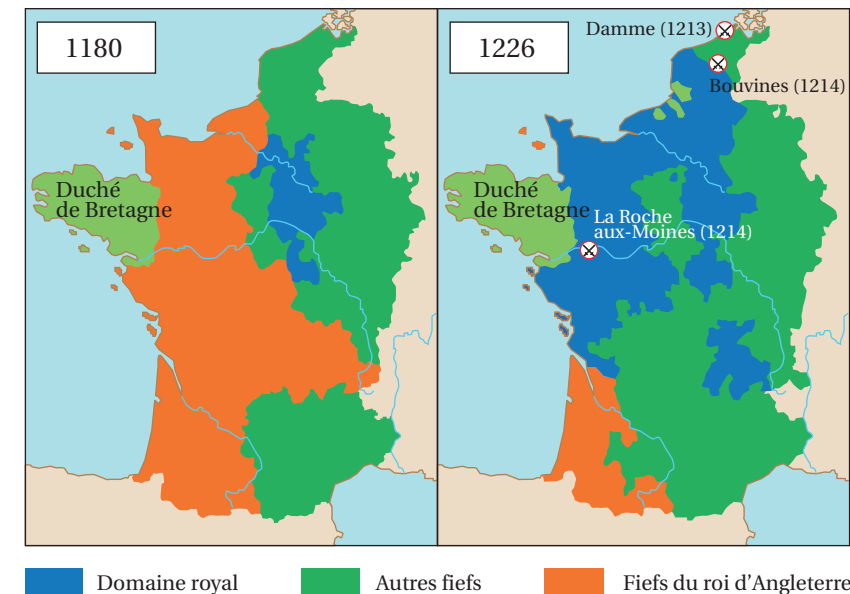 1180
Duché
de Bretagne
1226
Damme (1213)
Bouvines (1214)
Duché
de Bretagne
La Roche
aux-Moines (1214)
Domaine royal
Autres fiefs
Fiefs du roi d'Angleterre